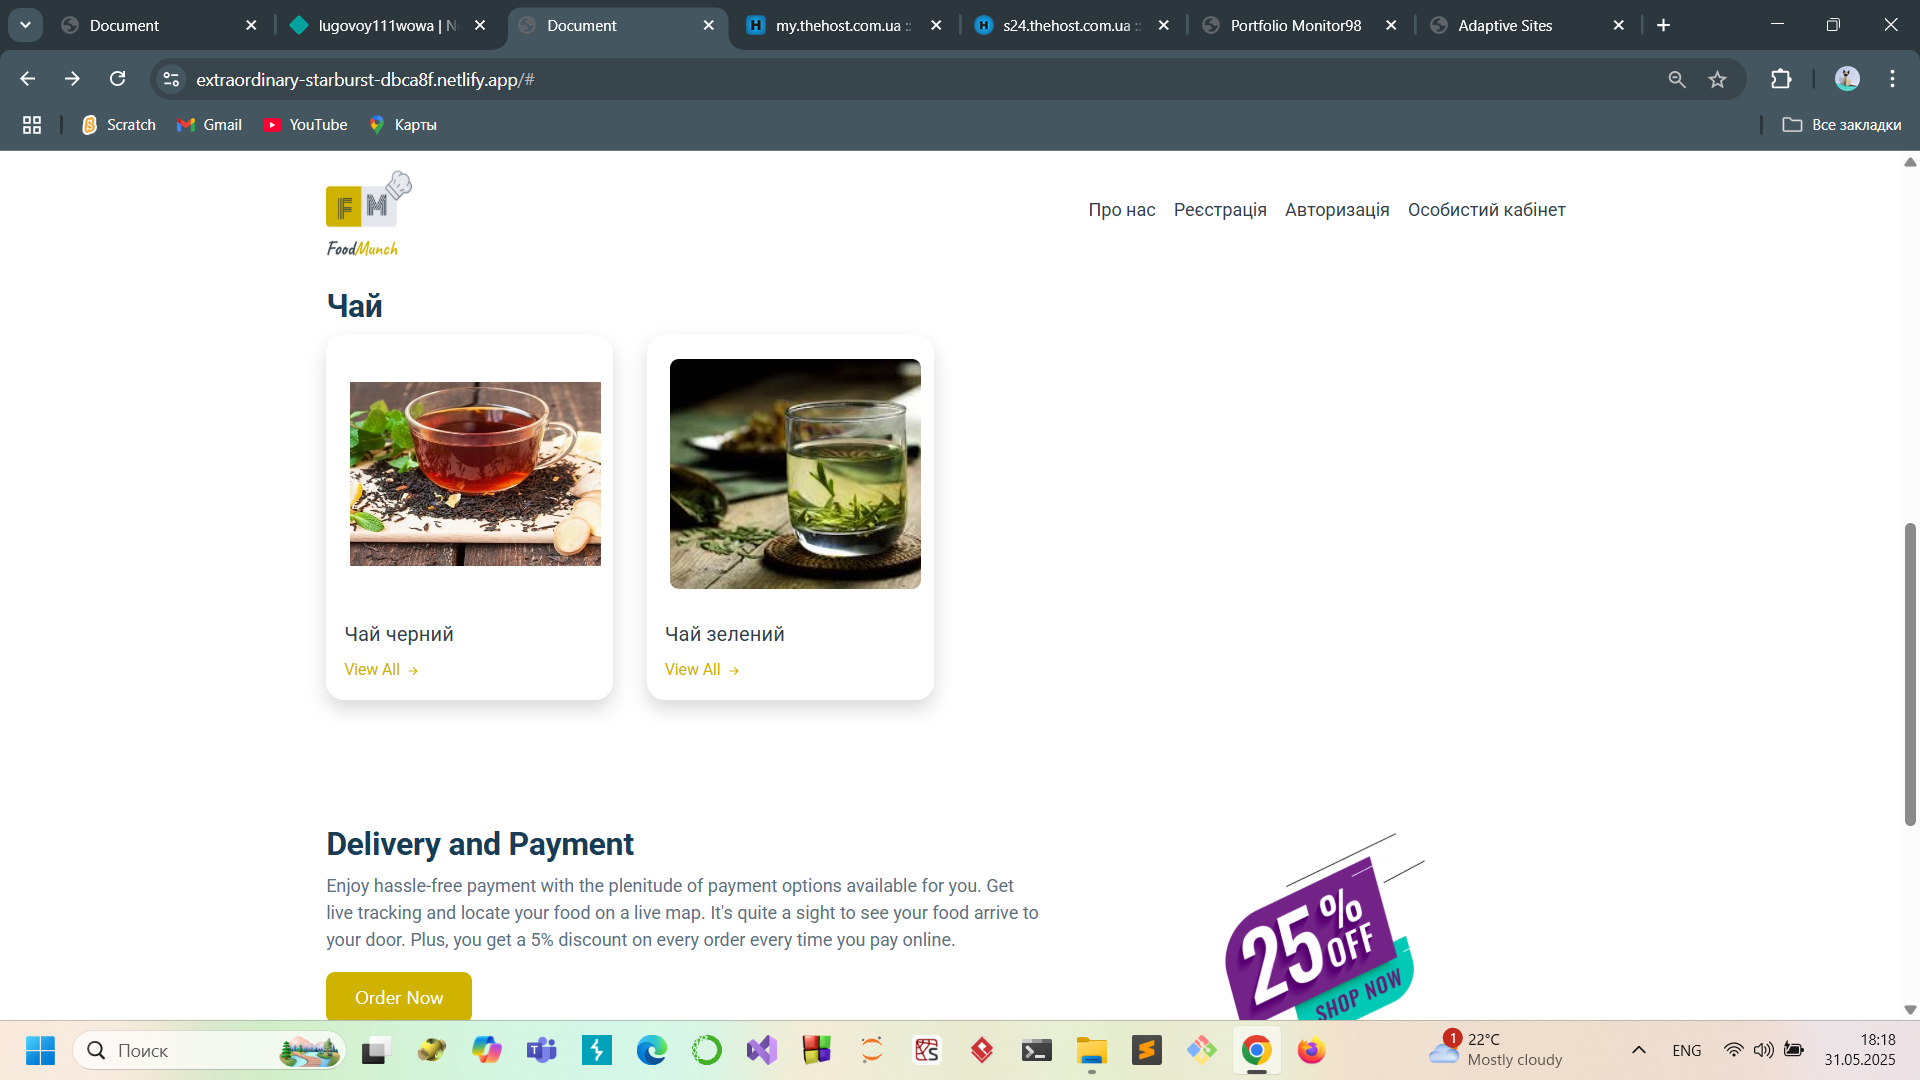 Document
lugovoy111wowa | N
Document
my.thehost.com.ua ::
s24.thehost.com.ua ::
Portfolio Monitor98
Adaptive Sites
extraordinary-starburst-dbca8f.netlify.app/#
Scratch
Gmail
YouTube
Карты
Все закладки
F M
FoodMunch
Про нас
Реєстрація
Авторизація
Особистий кабінет
Чай
Чай черний
View All →
Чай зелений
View All →
Delivery and Payment
Enjoy hassle-free payment with the plenitude of payment options available for you. Get
live tracking and locate your food on a live map. It's quite a sight to see your food arrive to
your door. Plus, you get a 5% discount on every order every time you pay online.
Order Now
25% OFF
SHOP NOW
Поиск
1
22°C
Mostly cloudy
ENG
18:18
31.05.2025